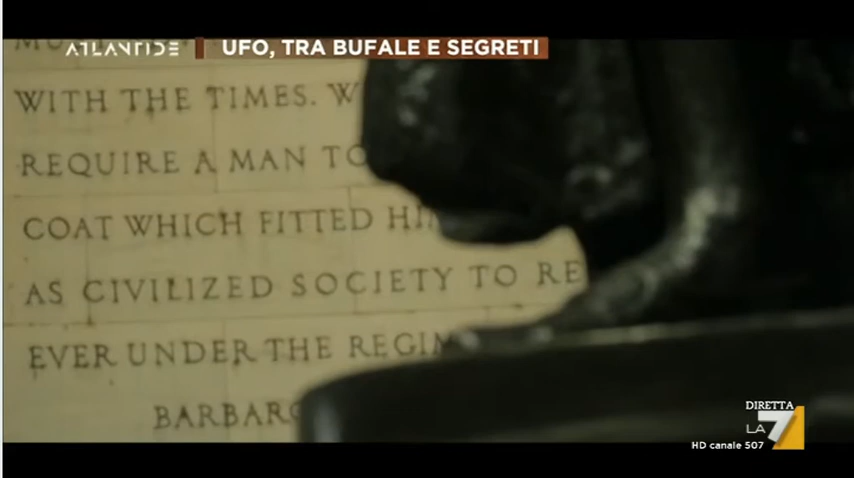 ATLANTIDE UFO, TRA BUFALE E SEGRETI
WITH THE TIMES. W
REQUIRE A MAN TO
COAT WHICH FITTED HI
AS CIVILIZED SOCIETY TO RE
EVER UNDER THE REGIM
BARBARO
DIRETTA
LA7
HD canale 507